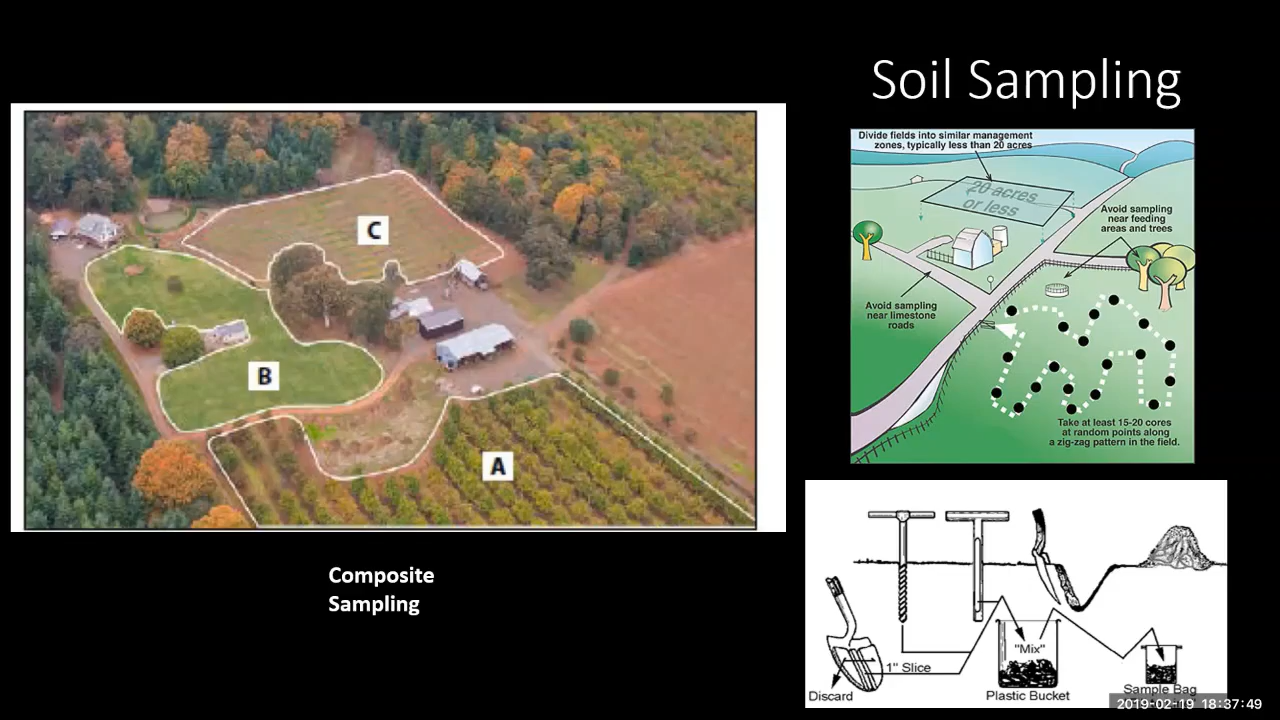 Soil Sampling
C
B
A
Composite
Sampling
Divide fields into similar management
zones, typically less than 20 acres
20 acres
or less
Avoid sampling
near feeding
areas and trees
Avoid sampling
near limestone
roads
Take at least 15-20 cores
at random points along
a zig-zag pattern in the field.
"Mix"
1" Slice
Discard
Plastic Bucket
Sample Bag
2019-02-19 18:37:49